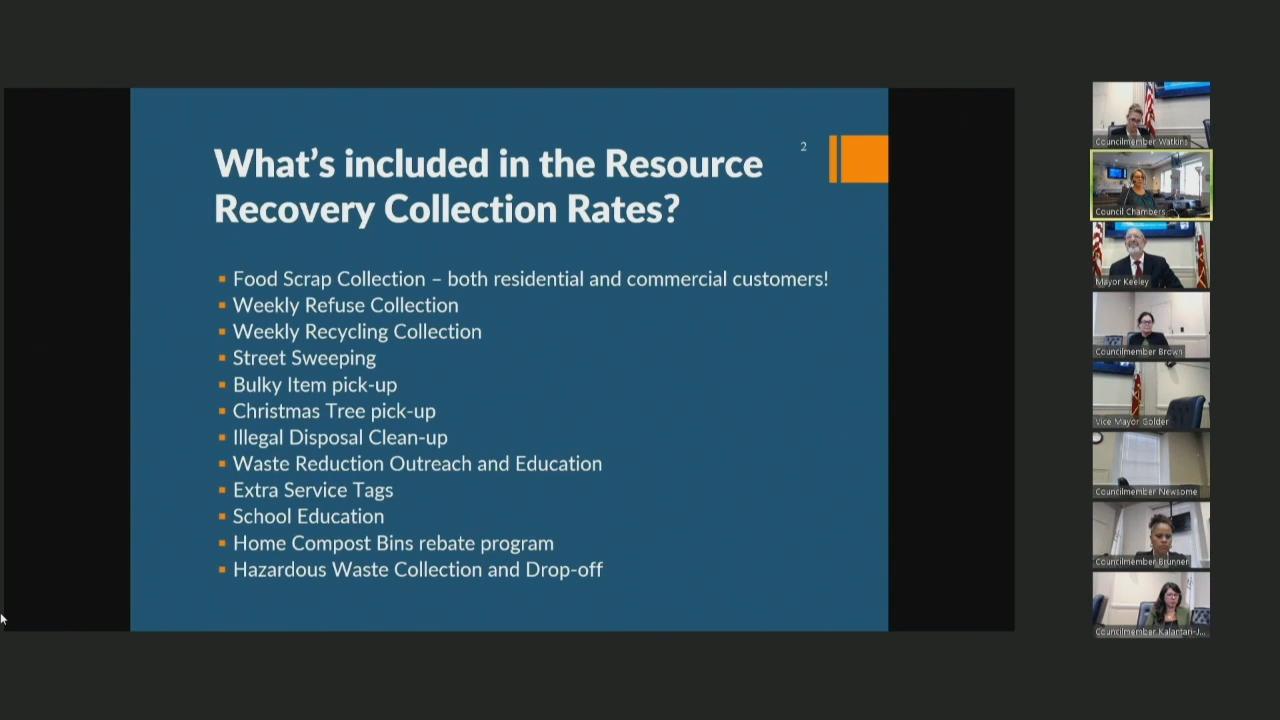 What's included in the Resource
Recovery Collection Rates?
2
Food Scrap Collection – both residential and commercial customers!
Weekly Refuse Collection
Weekly Recycling Collection
Street Sweeping
Bulky Item pick-up
Christmas Tree pick-up
Illegal Disposal Clean-up
Waste Reduction Outreach and Education
Extra Service Tags
School Education
Home Compost Bins rebate program
Hazardous Waste Collection and Drop-off
Councilmember Watkins
Council Chambers
Mayor Keeley
Councilmember Brown
Vice Mayor Golder
Councilmember Newsome
Councilmember Brunner
Councilmember Kalantari-J...